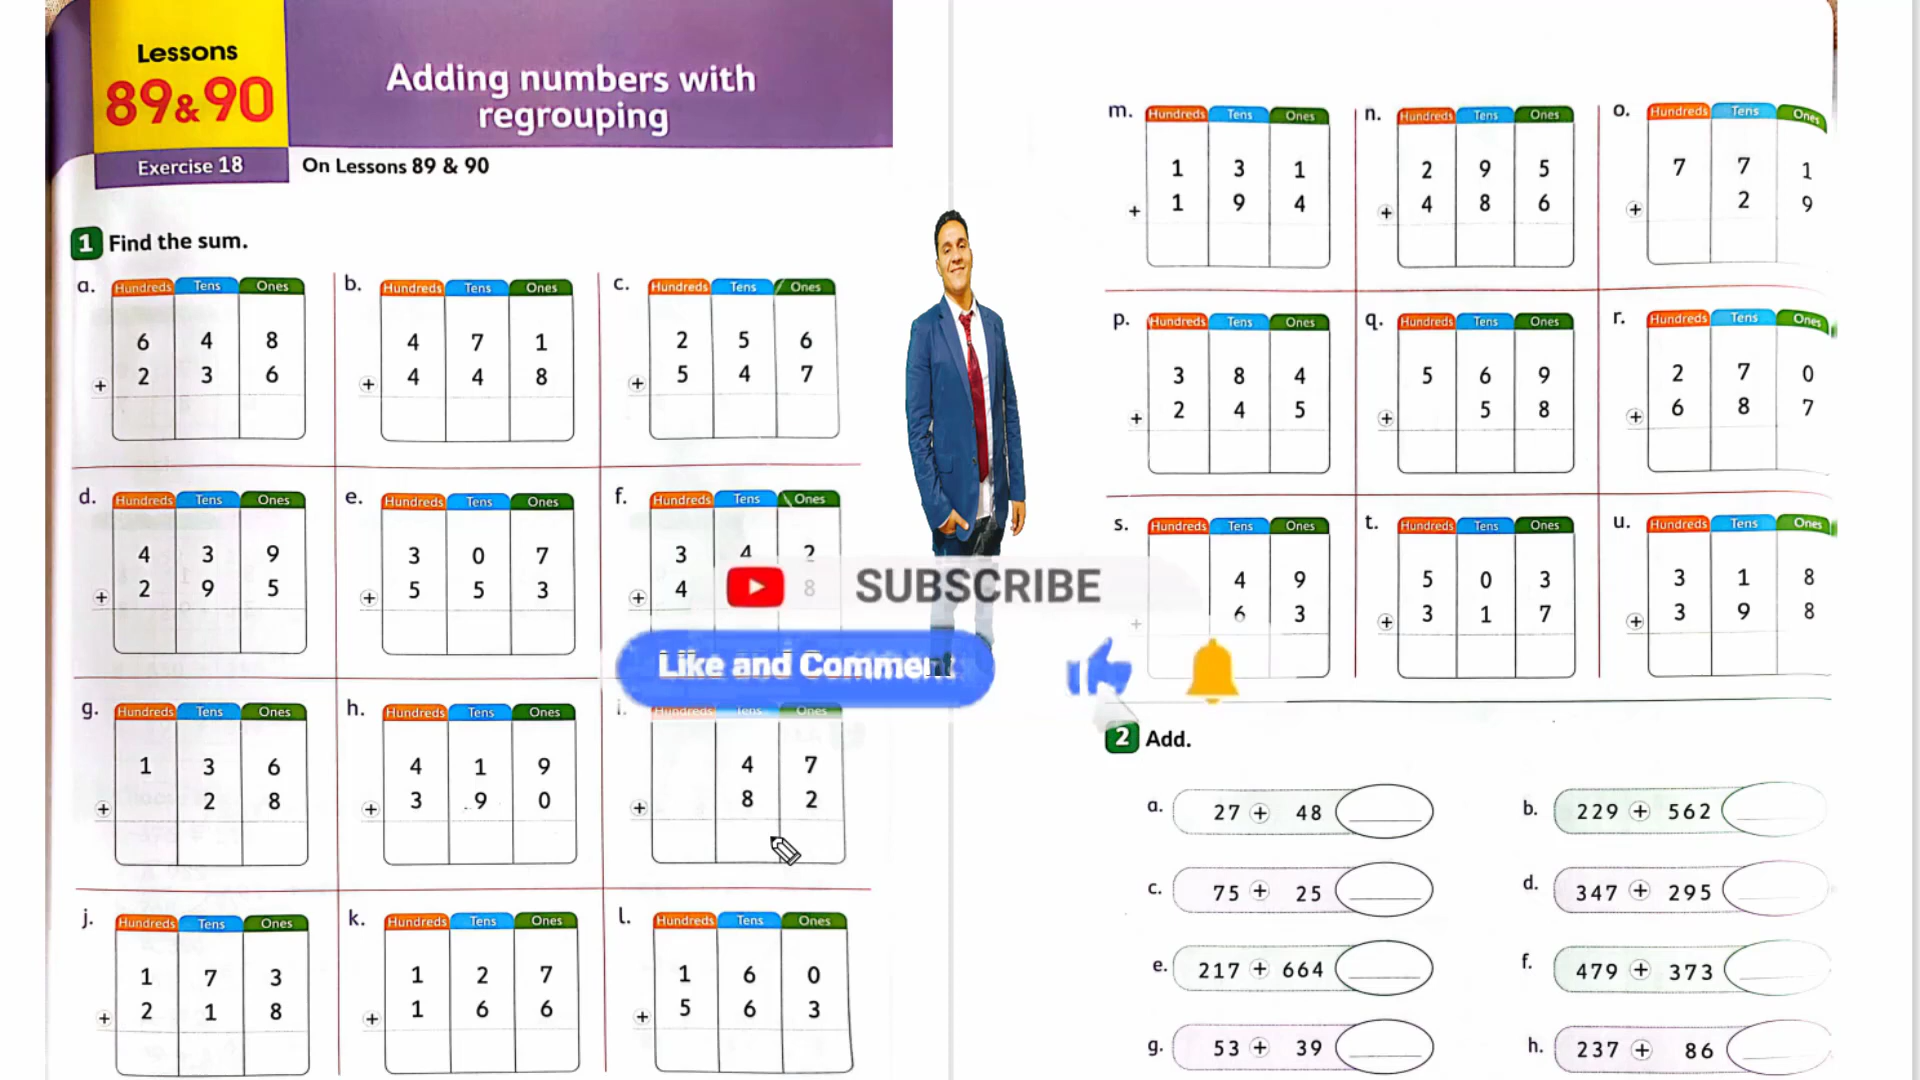 Lessons
89 & 90
Adding numbers with
regrouping
Exercise 18
On Lessons 89 & 90
1 Find the sum.
a. Hundreds Tens Ones
6 4 8
+ 2 3 6
b. Hundreds Tens Ones
4 7 1
+ 4 4 8
c. Hundreds Tens Ones
2 5 6
+ 5 4 7
d. Hundreds Tens Ones
4 3 9
+ 2 9 5
e. Hundreds Tens Ones
3 0 7
+ 5 5 3
f. Hundreds Tens Ones
3 4 2
+ 4 8
g. Hundreds Tens Ones
1 3 6
+ 2 8
h. Hundreds Tens Ones
4 1 9
+ 3 9 0
i. Hundreds Tens Ones
4 7
+ 8 2
j. Hundreds Tens Ones
1 7 3
+ 2 1 8
k. Hundreds Tens Ones
1 2 7
+ 1 6 6
l. Hundreds Tens Ones
1 6 0
+ 5 6 3
SUBSCRIBE
Like and Comment
m. Hundreds Tens Ones
1 3 1
+ 1 9 4
n. Hundreds Tens Ones
2 9 5
+ 4 8 6
o. Hundreds Tens Ones
7 7 1
+ 2 9
p. Hundreds Tens Ones
3 8 4
+ 2 4 5
q. Hundreds Tens Ones
5 6 9
+ 5 8
r. Hundreds Tens Ones
2 7 0
+ 6 8 7
s. Hundreds Tens Ones
4 9
+ 6 3
t. Hundreds Tens Ones
5 0 3
+ 3 1 7
u. Hundreds Tens Ones
3 1 8
+ 3 9 8
2 Add.
a. 27 + 48
b. 229 + 562
c. 75 + 25
d. 347 + 295
e. 217 + 664
f. 479 + 373
g. 53 + 39
h. 237 + 86